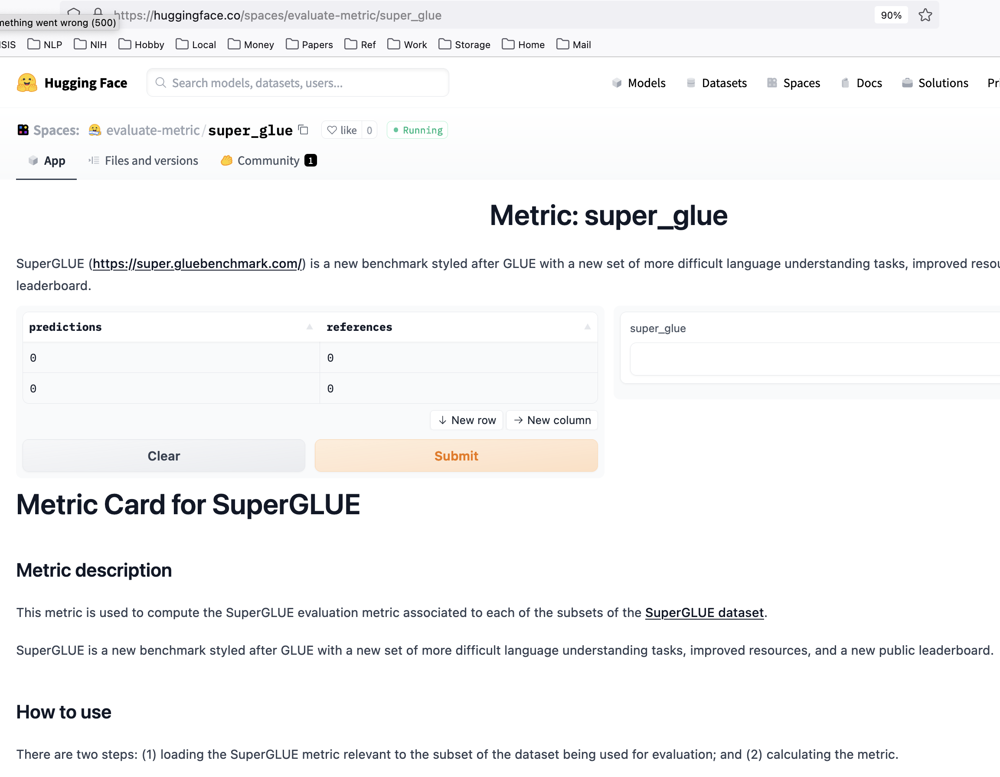 https://huggingface.co/spaces/evaluate-metric/super_glue
90%
mething went wrong (500)
SIS NLP NIH Hobby Local Money Papers Ref Work Storage Home Mail
Hugging Face
Search models, datasets, users...
Models Datasets Spaces Docs Solutions
Spaces: evaluate-metric/super_glue like 0 Running
App Files and versions Community 1
Metric: super_glue
SuperGLUE (https://super.gluebenchmark.com/) is a new benchmark styled after GLUE with a new set of more difficult language understanding tasks, improved resou
leaderboard.
predictions references
0 0
0 0
super_glue
New row New column
Clear Submit
Metric Card for SuperGLUE
Metric description
This metric is used to compute the SuperGLUE evaluation metric associated to each of the subsets of the SuperGLUE dataset.
SuperGLUE is a new benchmark styled after GLUE with a new set of more difficult language understanding tasks, improved resources, and a new public leaderboard.
How to use
There are two steps: (1) loading the SuperGLUE metric relevant to the subset of the dataset being used for evaluation; and (2) calculating the metric.